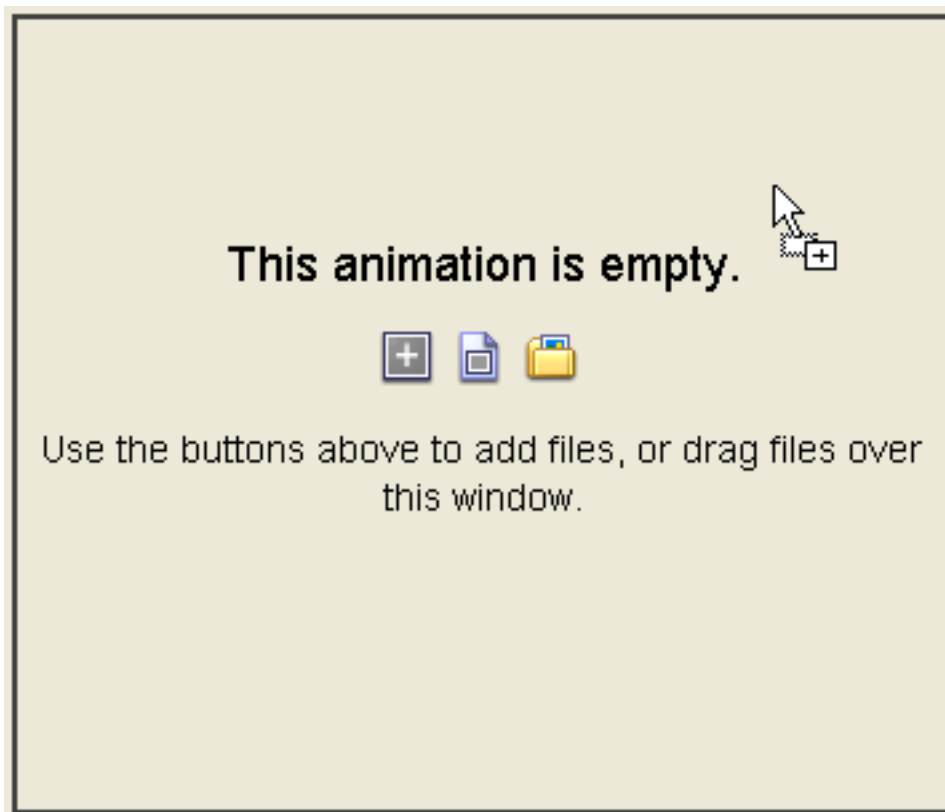 This animation is empty.
Use the buttons above to add files, or drag files over
this window.